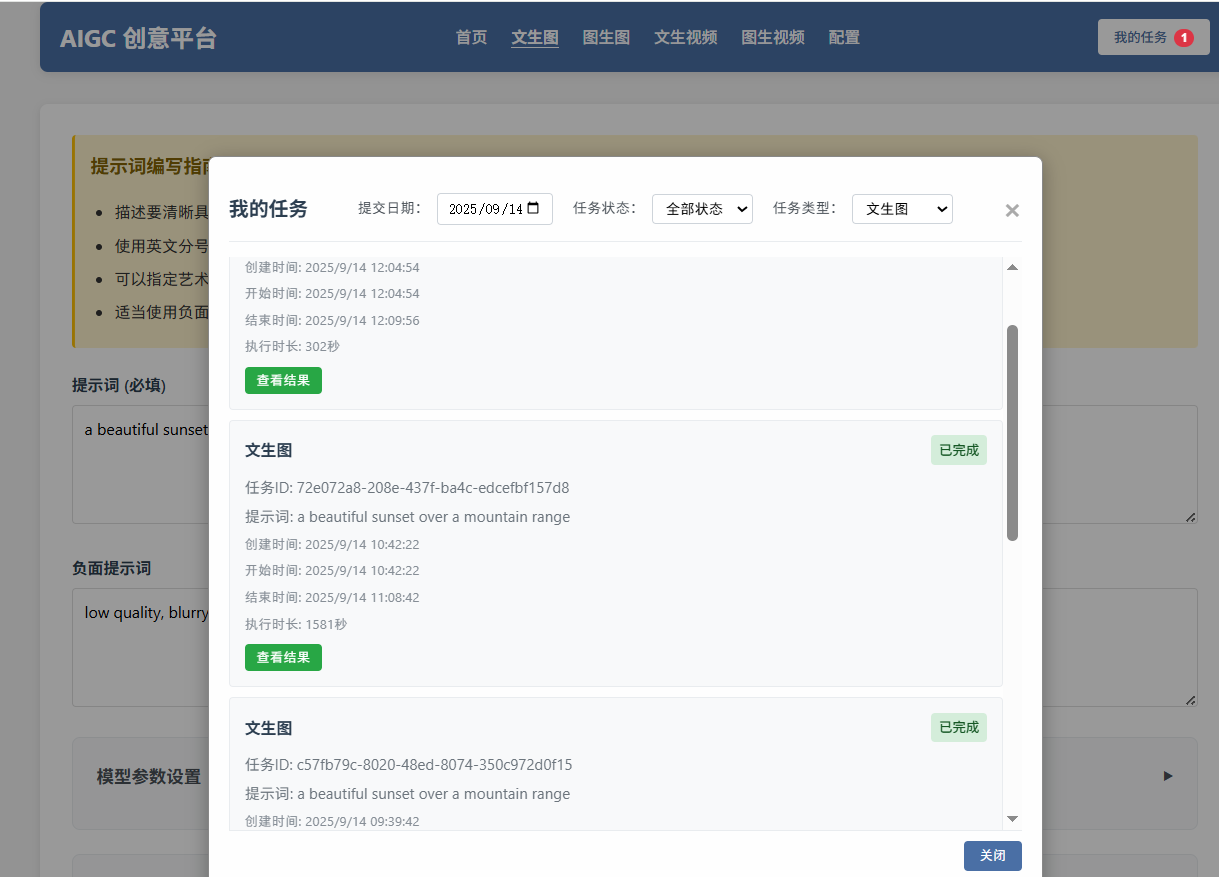 AIGC 创意平台
首页 文生图 图生图 文生视频 图生视频 配置
我的任务 1
提示词编写指南
描述要清晰具
使用英文分号
可以指定艺术
适当使用负面
提示词 (必填)
a beautiful sunset
负面提示词
low quality, blurry
模型参数设置
我的任务
提交日期: 2025/09/14
任务状态: 全部状态
任务类型: 文生图
×
创建时间: 2025/9/14 12:04:54
开始时间: 2025/9/14 12:04:54
结束时间: 2025/9/14 12:09:56
执行时长: 302秒
查看结果
文生图
已完成
任务ID: 72e072a8-208e-437f-ba4c-edcefbf157d8
提示词: a beautiful sunset over a mountain range
创建时间: 2025/9/14 10:42:22
开始时间: 2025/9/14 10:42:22
结束时间: 2025/9/14 11:08:42
执行时长: 1581秒
查看结果
文生图
已完成
任务ID: c57fb79c-8020-48ed-8074-350c972d0f15
提示词: a beautiful sunset over a mountain range
创建时间: 2025/9/14 09:39:42
关闭